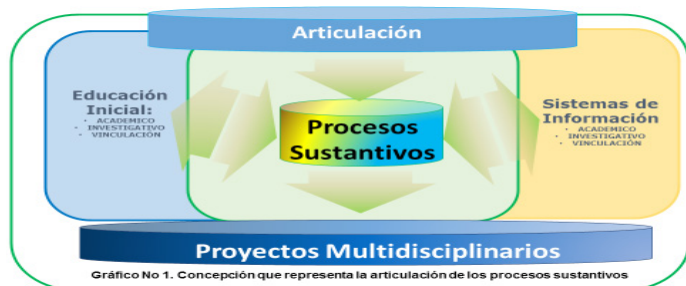 Articulación
Educación
Inicial:
• ACADEMICO
• INVESTIGATIVO
• VINCULACIÓN
Procesos
Sustantivos
Sistemas de
Información
• ACADEMICO
• INVESTIGATIVO
• VINCULACIÓN
Proyectos Multidisciplinarios
Gráfico No 1. Concepción que representa la articulación de los procesos sustantivos